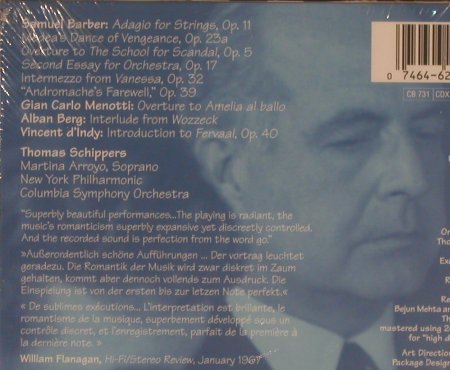 Samuel Barber: Adagio for Strings, Op. 11
Medea's Dance of Vengeance, Op. 23a
Overture to The School for Scandal, Op. 5
Second Essay for Orchestra, Op. 17
Intermezzo from Vanessa, Op. 32
"Andromache's Farewell," Op. 39
Gian Carlo Menotti: Overture to Amelia al ballo
Alban Berg: Interlude from Wozzeck
Vincent d'Indy: Introduction to Fervaal, Op. 40
Thomas Schippers
Martina Arroyo, Soprano
New York Philharmonic
Columbia Symphony Orchestra
"Superbly beautiful performances...The playing is radiant, the
music's romanticism superbly expansive yet discreetly controlled.
And the recorded sound is perfection from the word go."
»Außerordentlich schöne Aufführungen ... Der vortrag leuchtet
geradezu. Die Romantik der Musik wird zwar diskret im Zaum
gehalten, kommt aber dennoch vollends zum Ausdruck. Die
Einspielung ist von der ersten bis zur letzen Note perfekt.«
« De sublimes exécutions... L'interprétation est brillante, le
romantisme de la musique, superbement développé sous un
contrôle discret, et l'enregistrement, parfait de la première à
la dernière note. »
William Flanagan, Hi-Fi/Stereo Review, January 1967
0 7464-62
CB 731 CDX
Or
Tho
Exe
R
Re
Bejun Mehta an
Th
mastered using 2
for "high d
Art Direction
Package Design